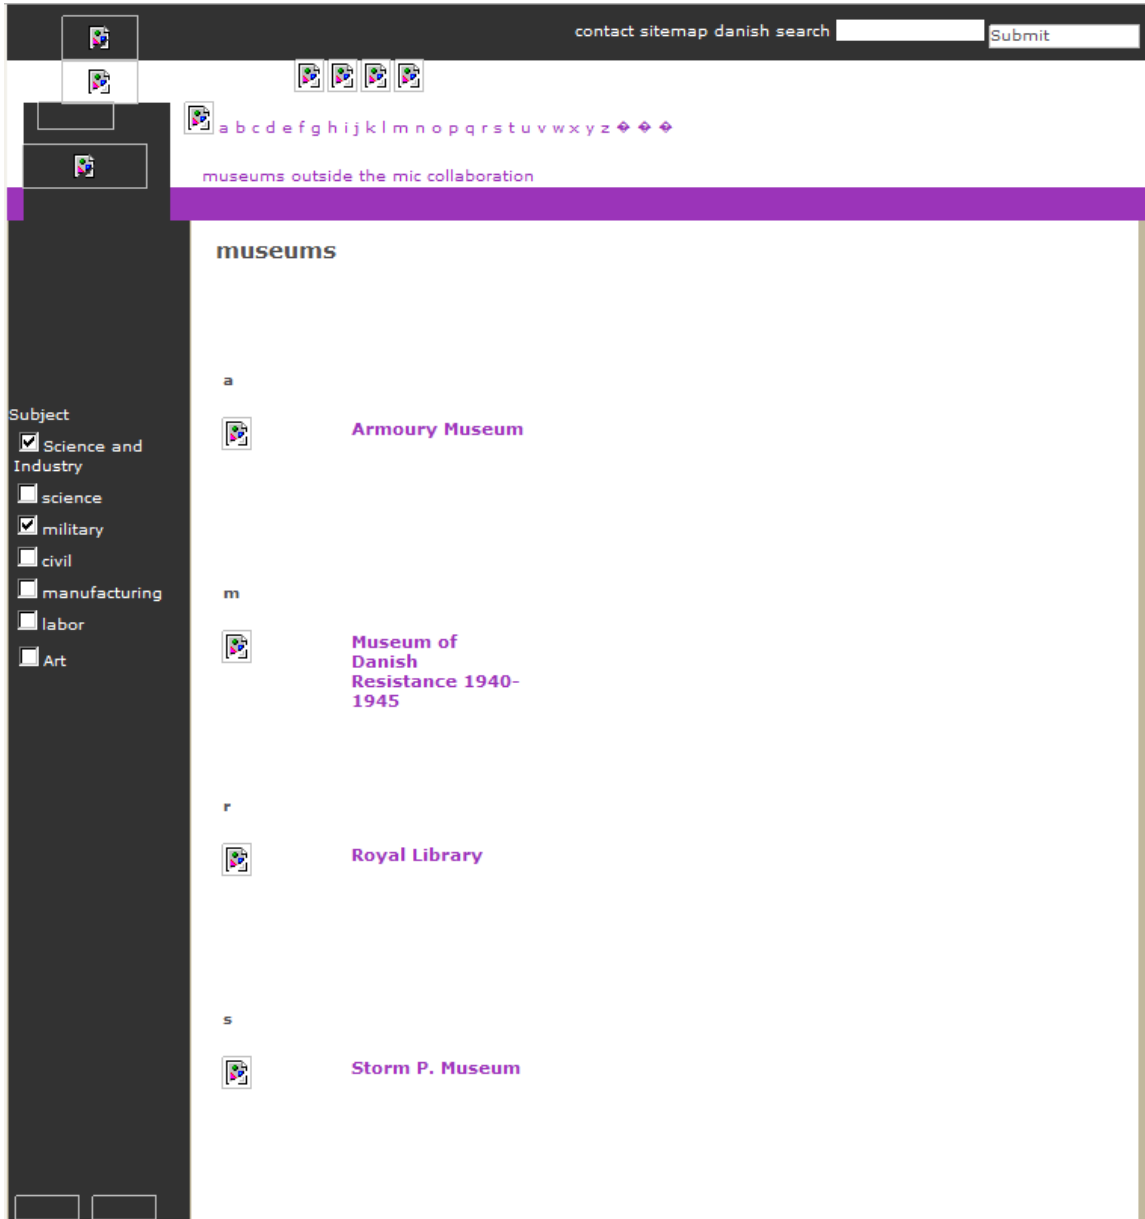 contact sitemap danish search
Submit
a b c d e f g h i j k l m n o p q r s t u v w x y z � � �
museums outside the mic collaboration
museums
Subject
Science and
Industry
science
military
civil
manufacturing
labor
Art
a
Armoury Museum
m
Museum of
Danish
Resistance 1940-
1945
r
Royal Library
s
Storm P. Museum